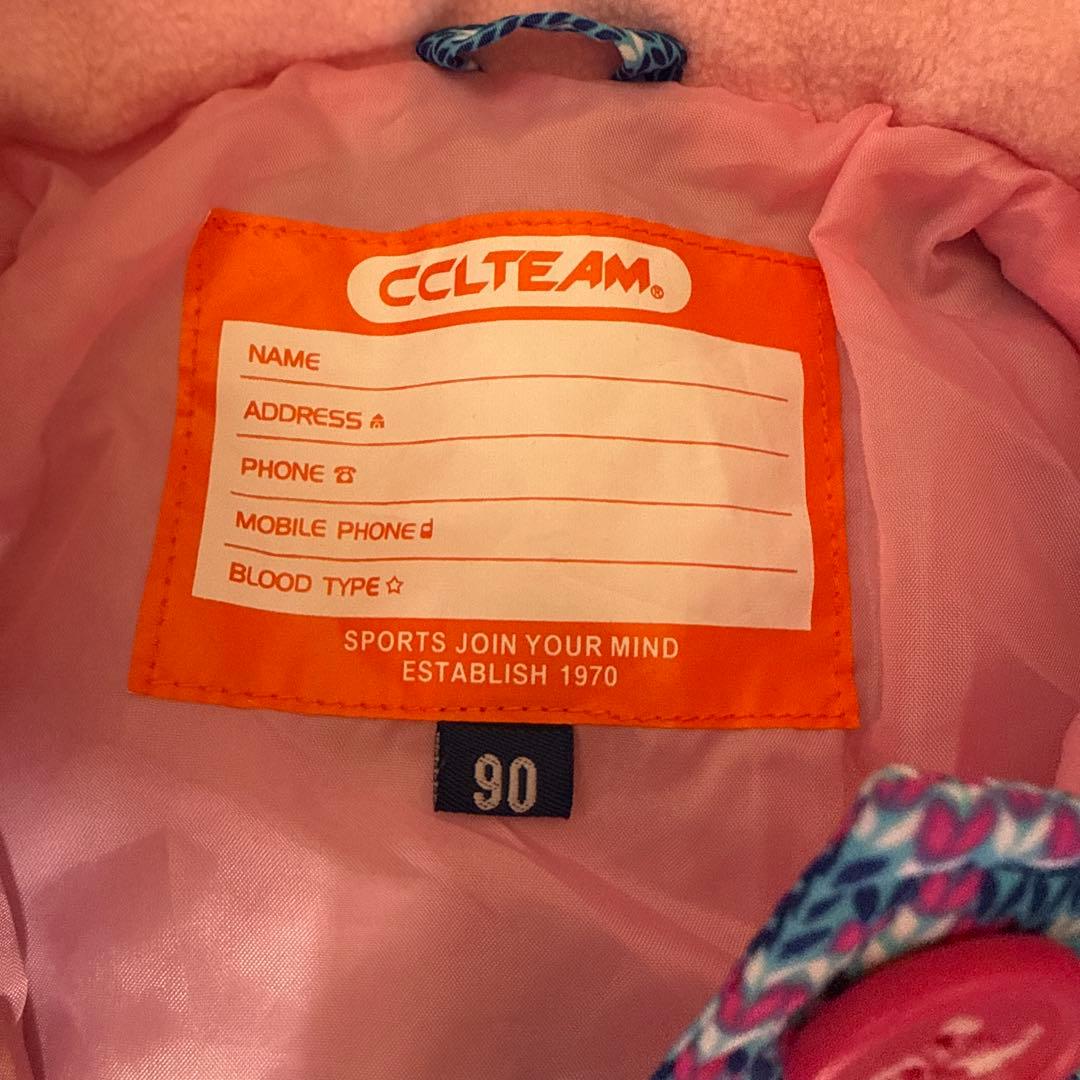 CCLTEAM®
NAME
ADDRESS
PHONE ☎
MOBILE PHONE
BLOOD TYPE ☆
SPORTS JOIN YOUR MIND
ESTABLISH 1970
90